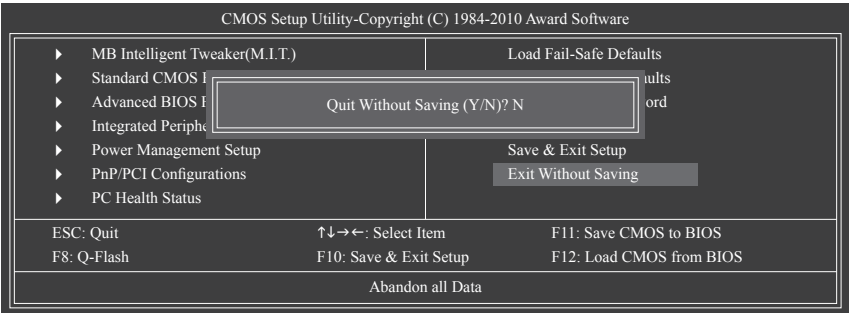 CMOS Setup Utility-Copyright (C) 1984-2010 Award Software
MB Intelligent Tweaker(M.I.T.)
Standard CMOS
Advanced BIOS
Integrated
Power Management Setup
PnP/PCI Configurations
PC Health Status
Load Fail-Safe Defaults
Quit Without Saving (Y/N)? N
Save & Exit Setup
Exit Without Saving
ESC: Quit
↑↓→←: Select Item
F11: Save CMOS to BIOS
F8: Q-Flash
F10: Save & Exit Setup
F12: Load CMOS from BIOS
Abandon all Data